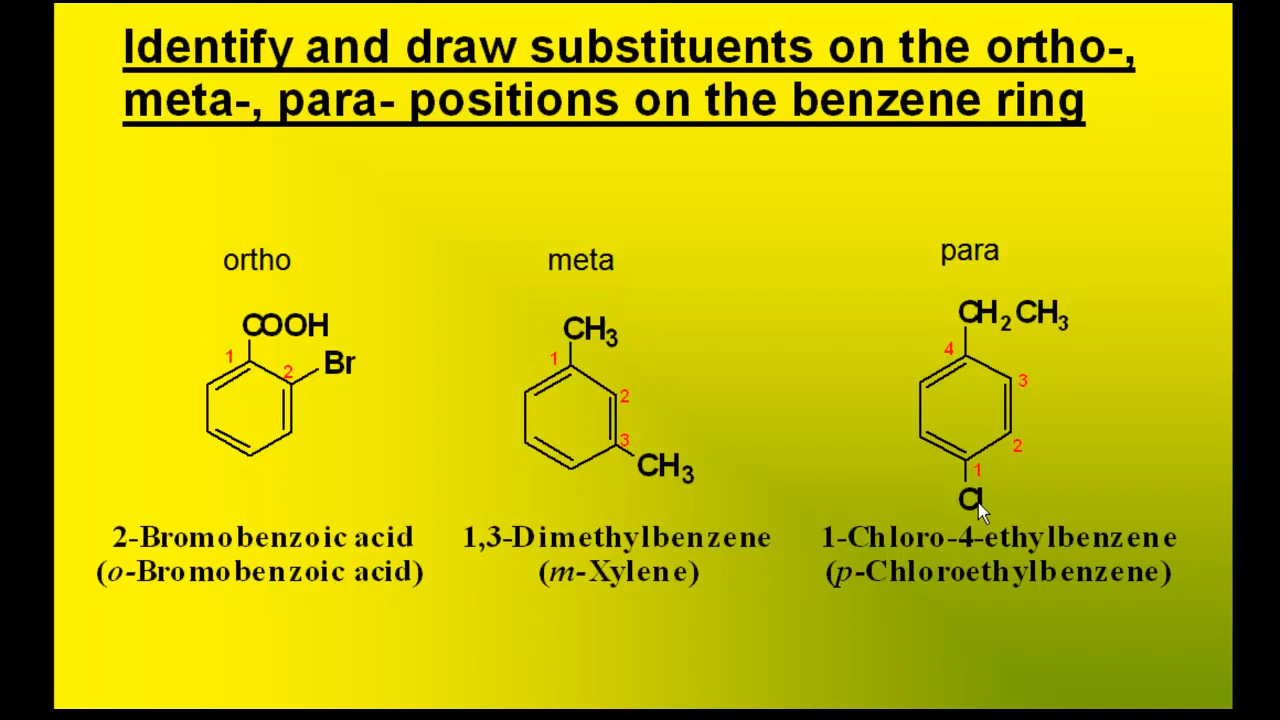 Identify and draw substituents on the ortho-,
meta-, para- positions on the benzene ring
ortho
COOH
1
2
Br
2-Bromobenzoic acid
(o-Bromobenzoic acid)
meta
CH3
1
2
3
CH3
1,3-Dimethylbenzene
(m-Xylene)
para
CH2CH3
4
3
2
1
Cl
1-Chloro-4-ethylbenzene
(p-Chloroethylbenzene)